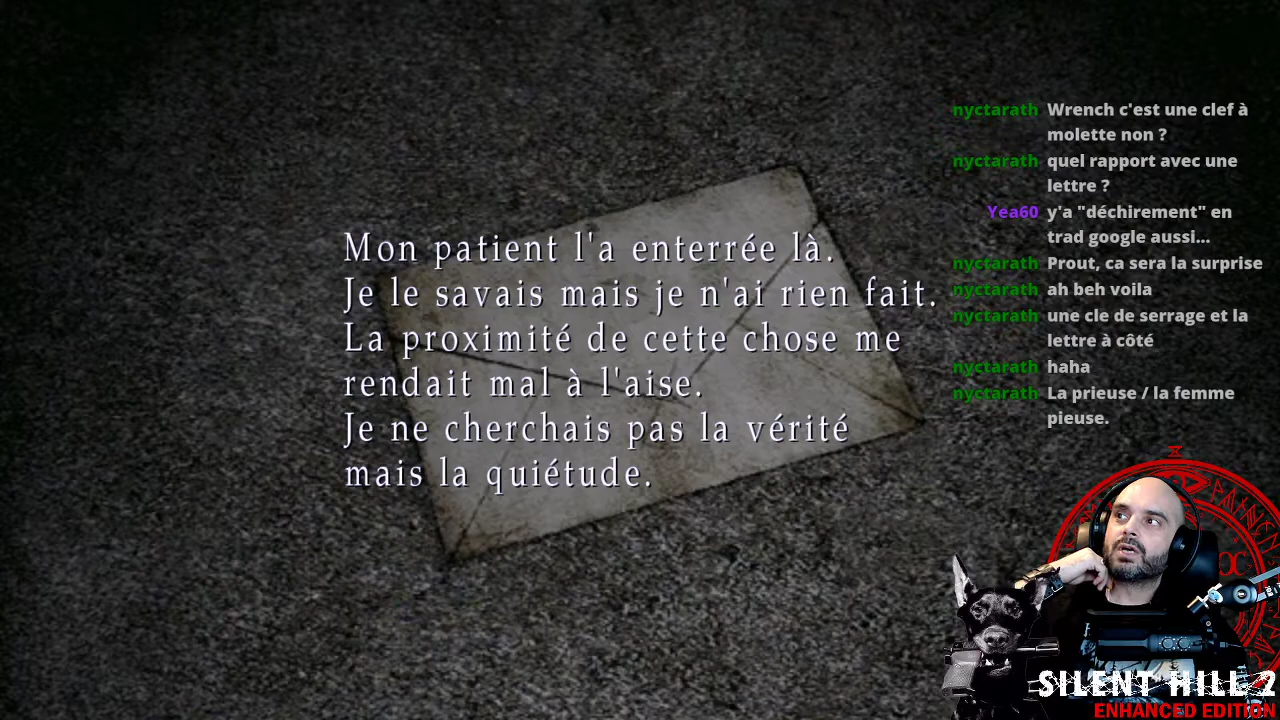 Mon patient l'a enterrée là.
Je le savais mais je n'ai rien fait.
La proximité de cette chose me
rendait mal à l'aise.
Je ne cherchais pas la vérité
mais la quiétude.
nyctarath Wrench c'est une clef à
molette non ?
nyctarath quel rapport avec une
lettre ?
Yea60 y'a "déchirement" en
trad google aussi...
nyctarath Prout, ca sera la surprise
nyctarath ah beh voila
nyctarath une cle de serrage et la
lettre à côté
nyctarath haha
nyctarath La prieuse / la femme
pieuse.
SILENT HILL 2
ENHANCED EDITION